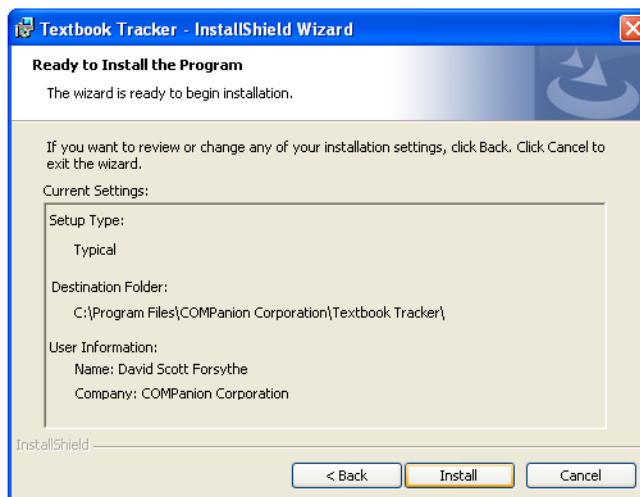 Textbook Tracker - InstallShield Wizard
Ready to Install the Program
The wizard is ready to begin installation.
If you want to review or change any of your installation settings, click Back. Click Cancel to
exit the wizard.
Current Settings:
Setup Type:
Typical
Destination Folder:
C:\Program Files\COMPanion Corporation\Textbook Tracker\
User Information:
Name: David Scott Forsythe
Company: COMPanion Corporation
InstallShield
< Back
Install
Cancel